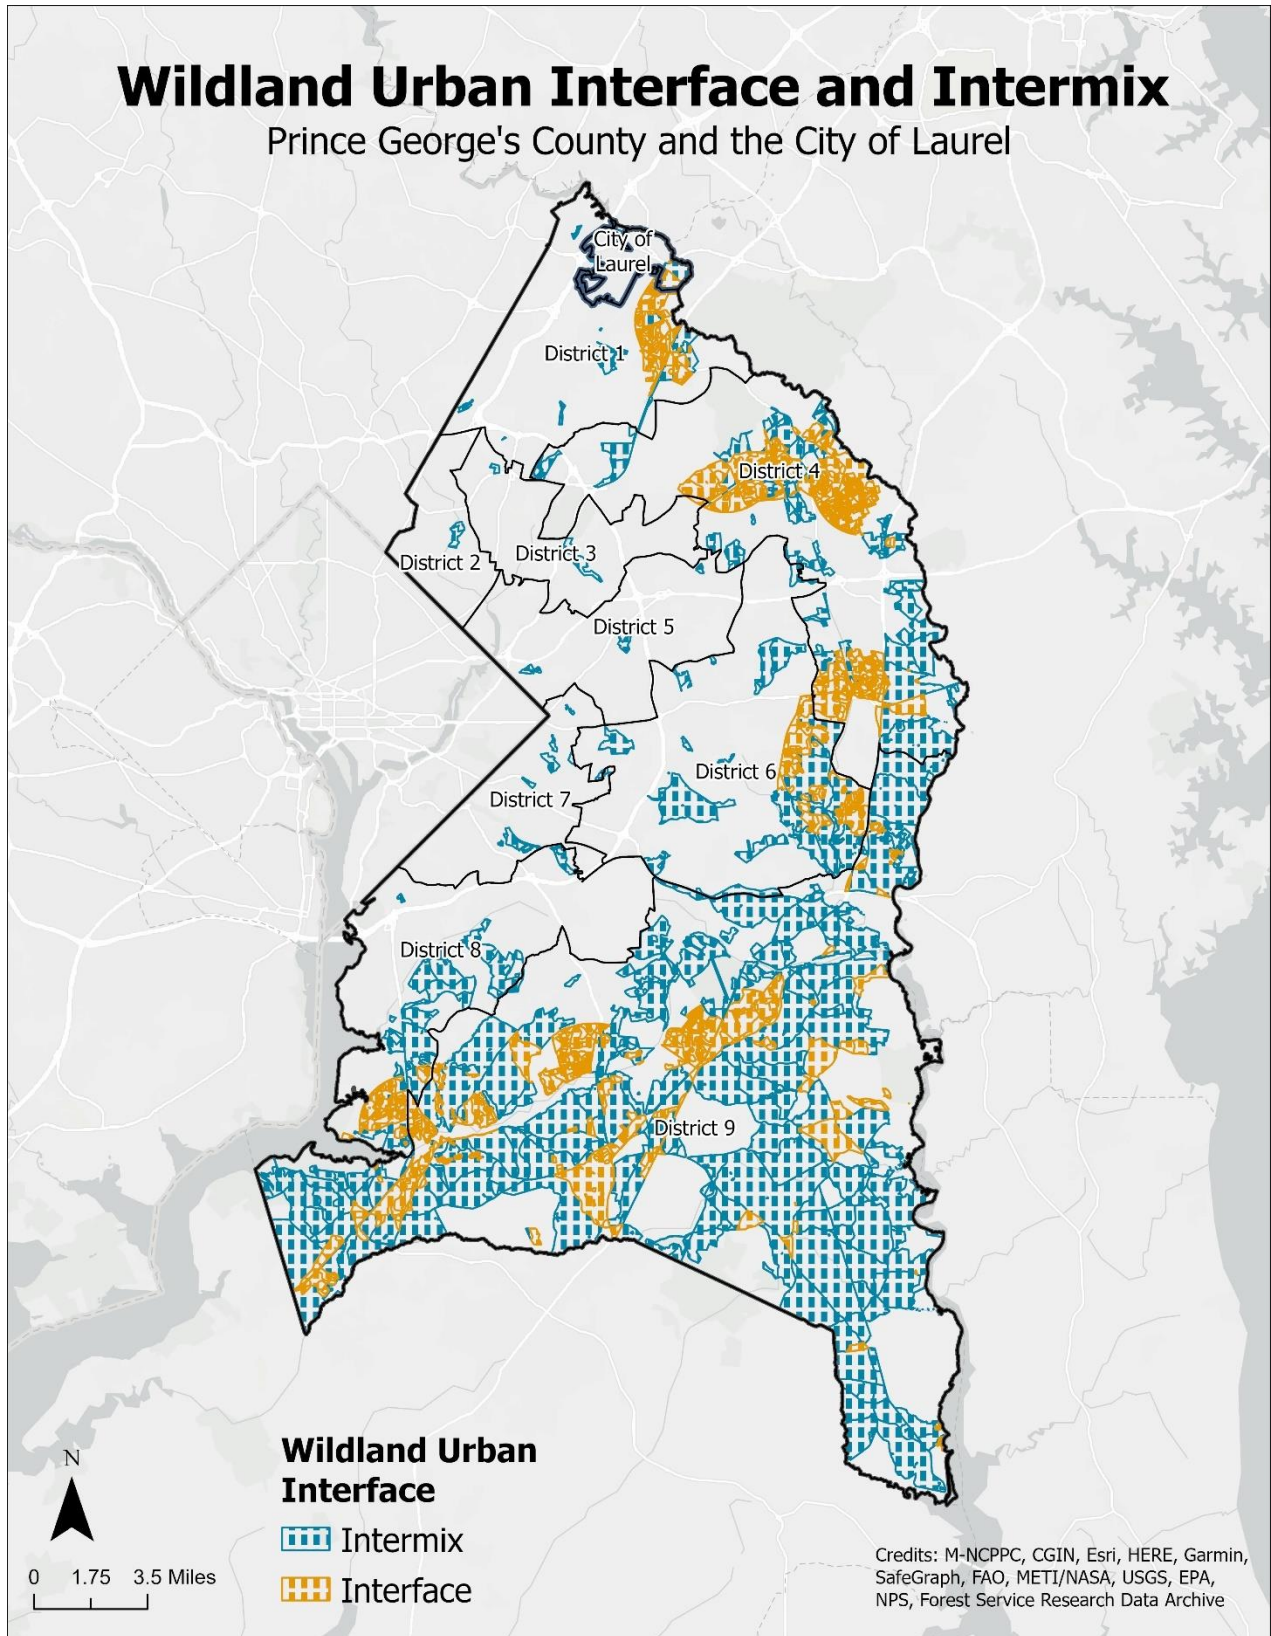 Wildland Urban Interface and Intermix
Prince George's County and the City of Laurel
City of
Laurel
District 1
District 4
District 3
District 2
District 5
District 6
District 7
District 8
District 9
Wildland Urban
Interface
Intermix
Interface
N
0 1.75 3.5 Miles
Credits: M-NCPPC, CGIN, Esri, HERE, Garmin,
SafeGraph, FAO, METI/NASA, USGS, EPA,
NPS, Forest Service Research Data Archive